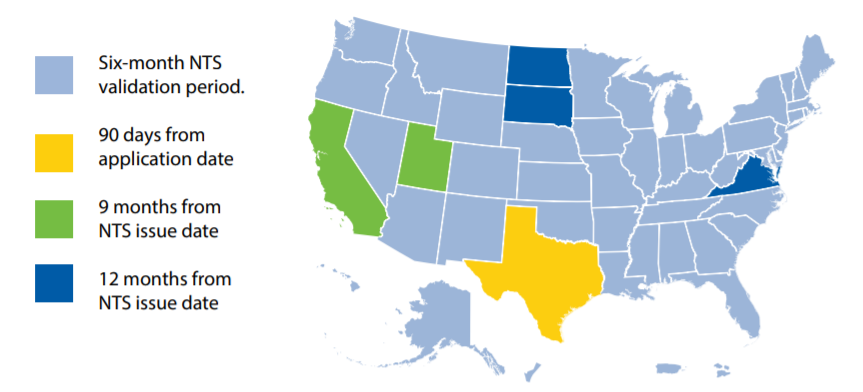 Six-month NTS
validation period.
90 days from
application date
9 months from
NTS issue date
12 months from
NTS issue date